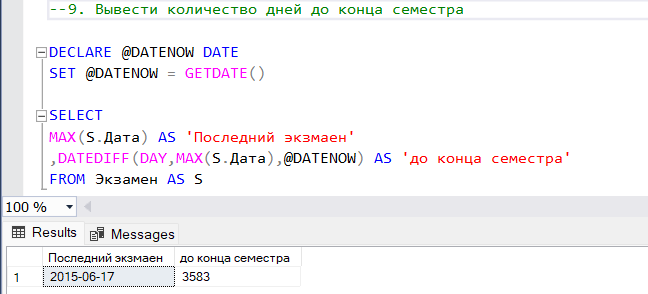 --9. Вывести количество дней до конца семестра
DECLARE @DATENOW DATE
SET @DATENOW = GETDATE()
SELECT
MAX(S.Дата) AS 'Последний экзмаен'
,DATEDIFF(DAY,MAX(S.Дата),@DATENOW) AS 'до конца семестра'
FROM Экзамен AS S
100 %
Results Messages
Последний экзмаен до конца семестра
1 2015-06-17 3583